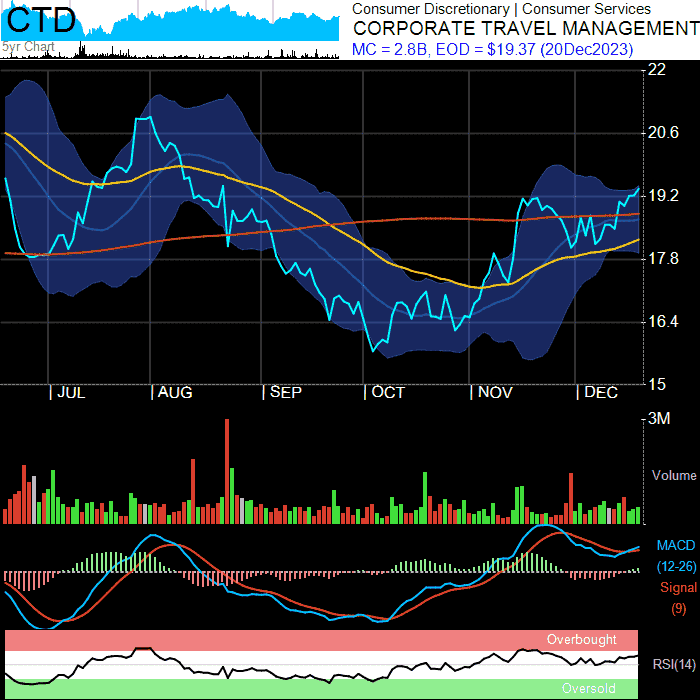 CTD
5yr Chart
Consumer Discretionary | Consumer Services
CORPORATE TRAVEL MANAGEMENT
MC = 2.8B, EOD = $19.37 (20Dec2023)
22
20.6
19.2
17.8
16.4
15
| JUL | AUG | SEP | OCT | NOV | DEC
3M
Volume
MACD
(12-26)
Signal
(9)
Overbought
RSI(14)
Oversold